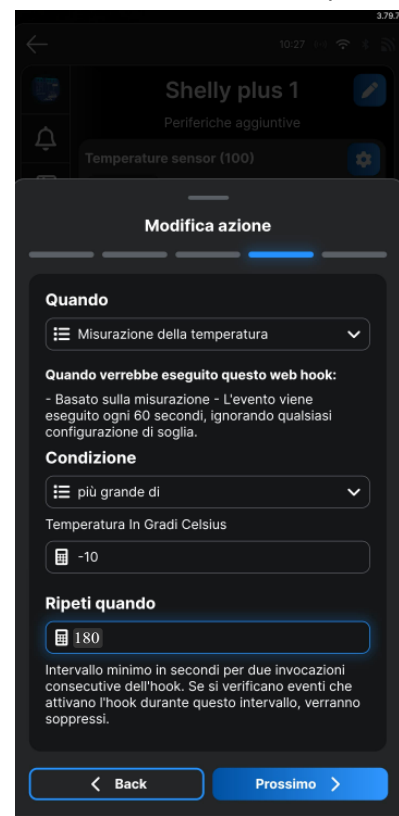 3.79.7
10:27
Shelly plus 1
Periferiche aggiuntive
Temperature sensor (100)
Modifica azione
Quando
Misurazione della temperatura
Quando verrebbe eseguito questo web hook:
- Basato sulla misurazione - L'evento viene
eseguito ogni 60 secondi, ignorando qualsiasi
configurazione di soglia.
Condizione
più grande di
Temperatura In Gradi Celsius
-10
Ripeti quando
180
Intervallo minimo in secondi per due invocazioni
consecutive dell'hook. Se si verificano eventi che
attivano l'hook durante questo intervallo, verranno
soppressi.
Back
Prossimo